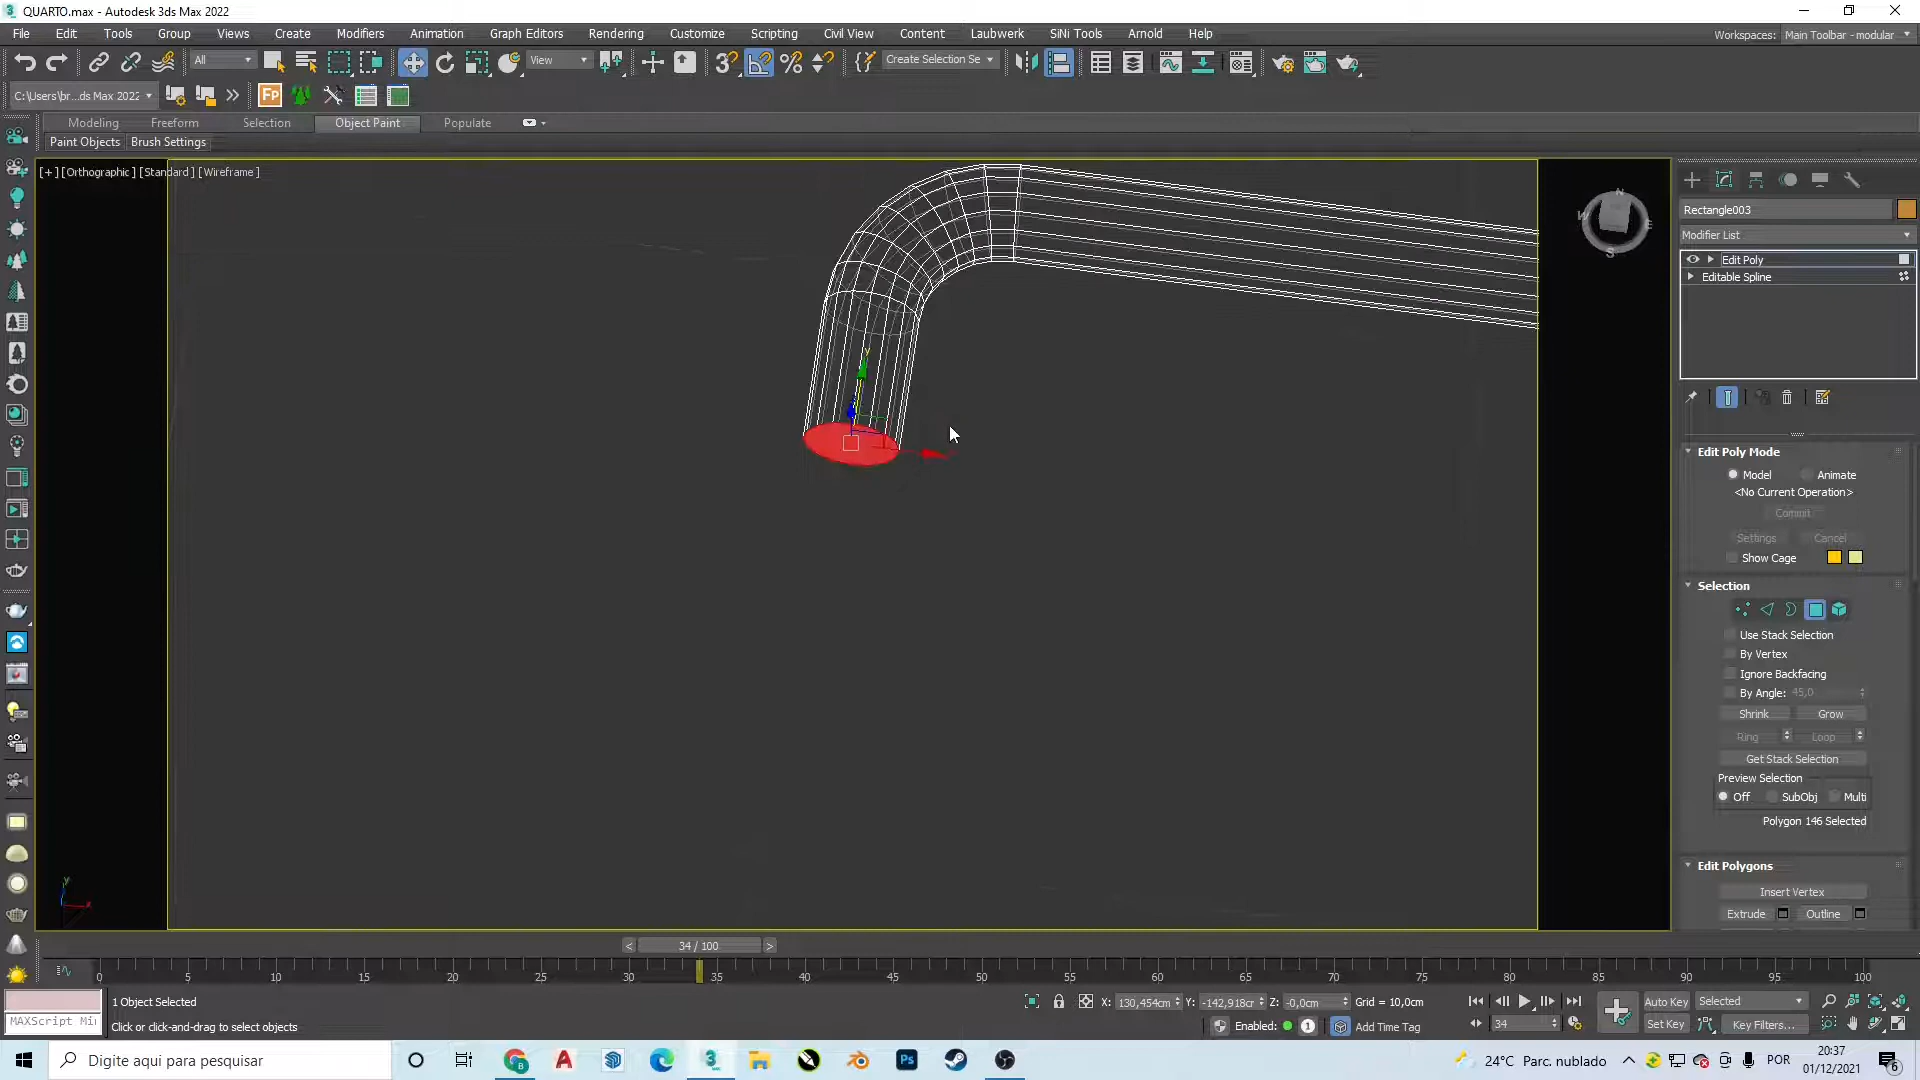 QUARTO.max - Autodesk 3ds Max 2022
File Edit Tools Group Views Create Modifiers Animation Graph Editors Rendering Customize Scripting Civil View Content Laubwerk SiNi Tools Arnold Help
Workspaces: Main Toolbar - modular
All View Create Selection Se
C:\Users\br...ds Max 2022 Fp
Modeling Freeform Selection Object Paint Populate
Paint Objects Brush Settings
[+] [Orthographic ] [Standard ] [Wireframe ]
Rectangle003
Modifier List
Edit Poly
Editable Spline
Edit Poly Mode
Model Animate
<No Current Operation>
Commit
Settings Cancel
Show Cage
Selection
Use Stack Selection
By Vertex
Ignore Backfacing
By Angle: 45,0
Shrink Grow
Ring Loop
Get Stack Selection
Preview Selection
Off SubObj Multi
Polygon 146 Selected
Edit Polygons
Insert Vertex
Extrude Outline
< 34 / 100 >
0 5 10 15 20 25 30 35 40 45 50 55 60 65 70 75 80 85 90 95 100
1 Object Selected X: 130,454cm Y: -142,918cr Z: -0,0cm Grid = 10,0cm Auto Key Selected
MAXScript Mi Click or click-and-drag to select objects Enabled: 1 Add Time Tag 34 Set Key Key Filters...
Digite aqui para pesquisar 24°C Parc. nublado POR 20:37
01/12/2021 6